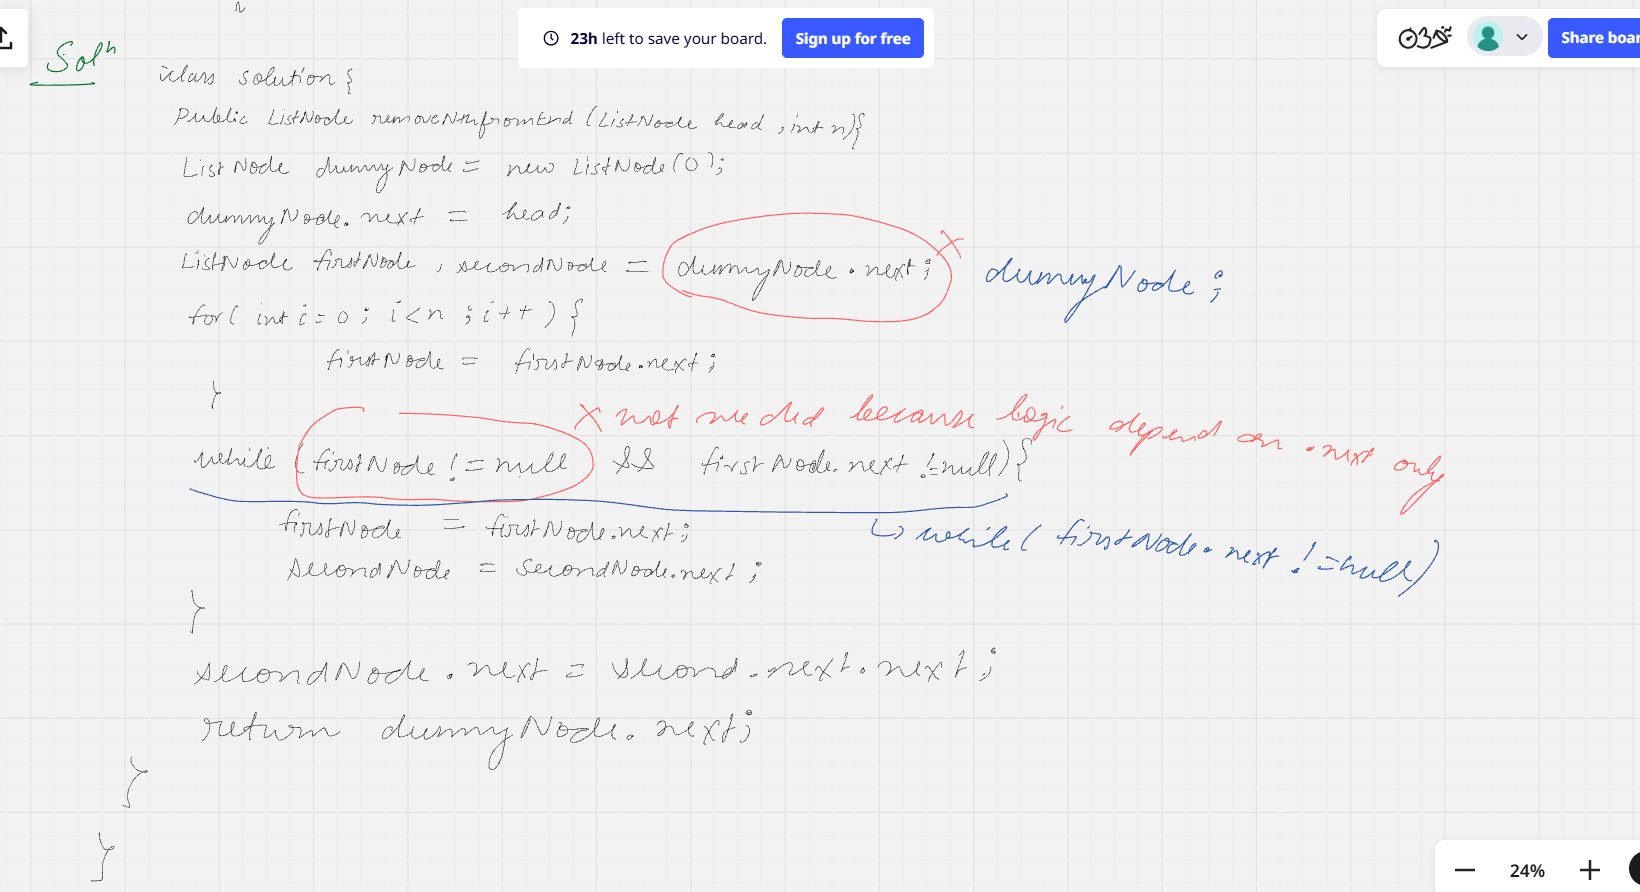 23h left to save your board.
Sign up for free
Share boar
Solⁿ
class solution {
Public ListNode removeNthfromEnd (ListNode head, int n){
ListNode dummyNode = new ListNode(0);
dummyNode.next = head;
ListNode firstNode, secondNode = dummyNode.next; X dummyNode;
for( int i=0; i<n ; i++ ) {
firstNode = firstNode.next;
}
X not needed because logic depend on .next only
while (firstNode != null && firstNode.next != null){
↳ while( firstNode.next != null)
firstNode = firstNode.next;
secondNode = secondNode.next;
}
secondNode.next = second.next.next;
return dummyNode.next;
}
}
24%